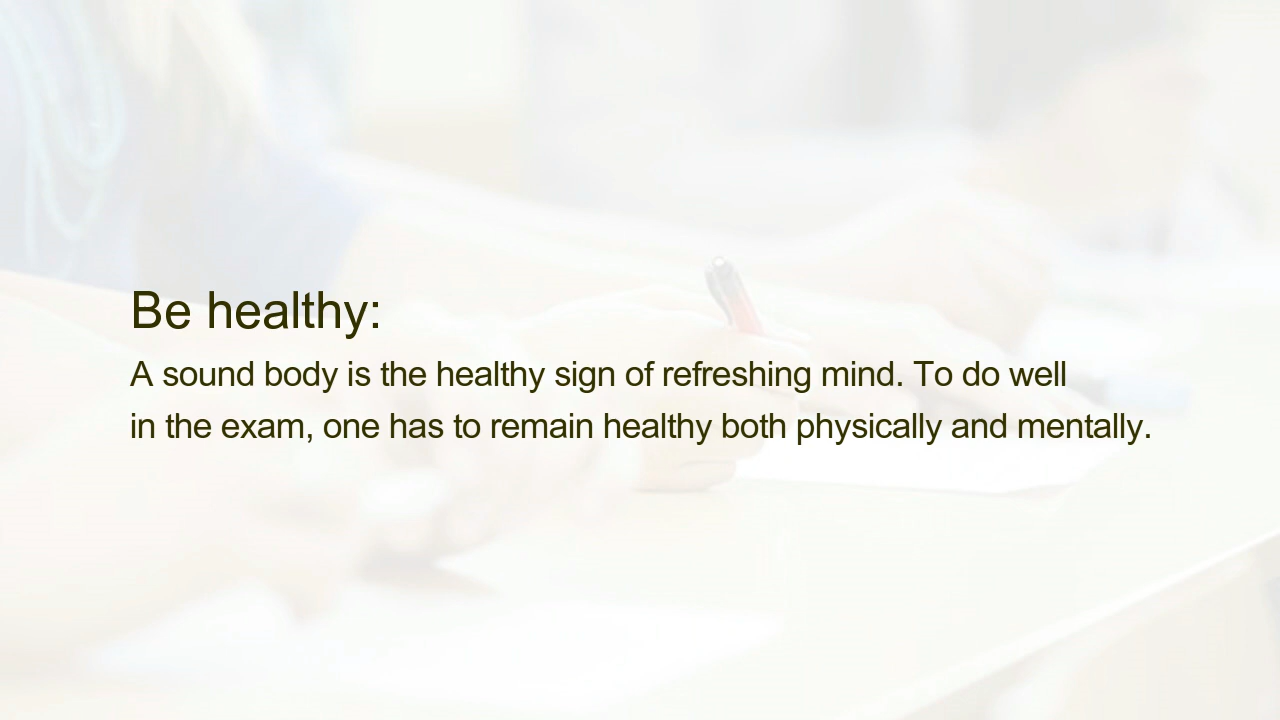 Be healthy:
A sound body is the healthy sign of refreshing mind. To do well
in the exam, one has to remain healthy both physically and mentally.